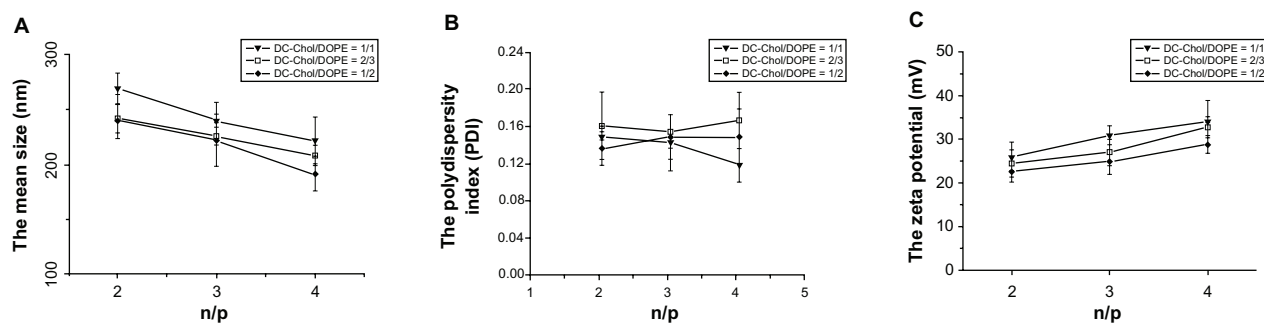 A
DC-Chol/DOPE = 1/1
DC-Chol/DOPE = 2/3
DC-Chol/DOPE = 1/2
The mean size (nm)
300
200
100
2
3
4
n/p
B
DC-Chol/DOPE = 1/1
DC-Chol/DOPE = 2/3
DC-Chol/DOPE = 1/2
The polydispersity
index (PDI)
0.24
0.20
0.16
0.12
0.08
0.04
0.00
1
2
3
4
5
n/p
C
DC-Chol/DOPE = 1/1
DC-Chol/DOPE = 2/3
DC-Chol/DOPE = 1/2
The zeta potential (mV)
50
40
30
20
10
0
2
3
4
n/p